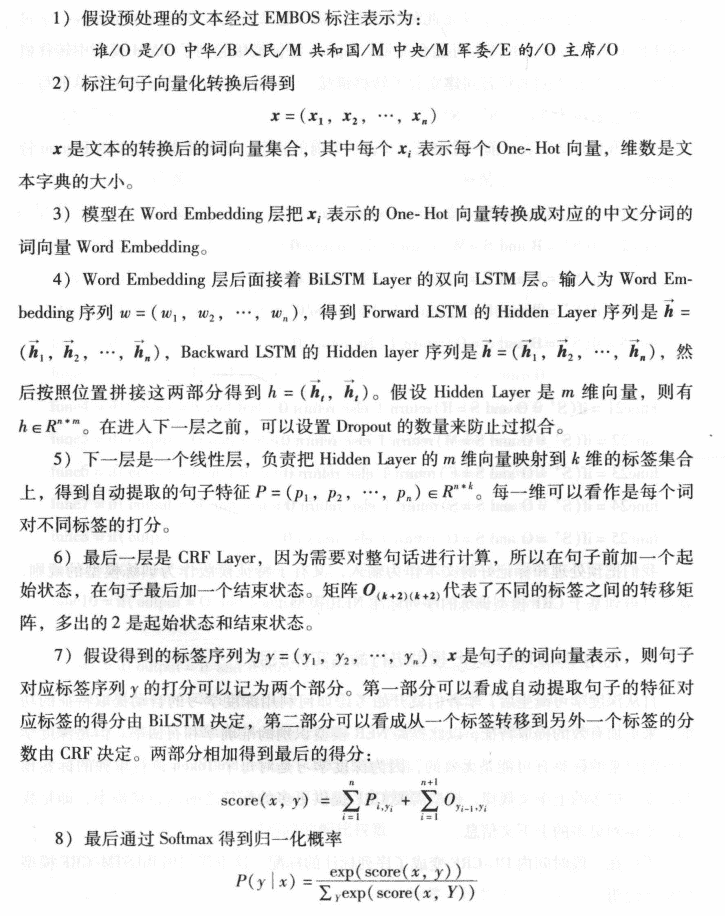 1) 假设预处理的文本经过 EMBOS 标注表示为:
谁/O 是/O 中华/B 人民/M 共和国/M 中央/M 军委/E 的/O 主席/O
2) 标注句子向量化转换后得到
x = (x₁, x₂, …, xₙ)
x 是文本的转换后的词向量集合,其中每个 xᵢ 表示每个 One-Hot 向量,维数是文
本字典的大小。
3) 模型在 Word Embedding 层把 xᵢ 表示的 One-Hot 向量转换成对应的中文分词的
词向量 Word Embedding。
4) Word Embedding 层后面接着 BiLSTM Layer 的双向 LSTM 层。输入为 Word Em-
bedding 序列 w = (w₁, w₂, …, wₙ),得到 Forward LSTM 的 Hidden Layer 序列是 h⃗ =
(h⃗₁, h⃗₂, …, h⃗ₙ),Backward LSTM 的 Hidden layer 序列是 h = (h⃗₁, h⃗₂, …, h⃗ₙ),然
后按照位置拼接这两部分得到 h = (h⃗ₜ, h⃗ₜ)。假设 Hidden Layer 是 m 维向量,则有
h∈Rⁿ*ᵐ。在进入下一层之前,可以设置 Dropout 的数量来防止过拟合。
5) 下一层是一个线性层,负责把 Hidden Layer 的 m 维向量映射到 k 维的标签集合
上,得到自动提取的句子特征 P = (p₁, p₂, …, pₙ) ∈Rⁿ*ᵏ。每一维可以看作是每个词
对不同标签的打分。
6) 最后一层是 CRF Layer,因为需要对整句话进行计算,所以在句子前加一个起
始状态,在句子最后加一个结束状态。矩阵 O₍ₖ₊₂₎₍ₖ₊₂₎代表了不同的标签之间的转移矩
阵,多出的 2 是起始状态和结束状态。
7) 假设得到的标签序列为 y = (y₁, y₂, …, yₙ),x 是句子的词向量表示,则句子
对应标签序列 y 的打分可以记为两个部分。第一部分可以看成自动提取句子的特征对
应标签的得分由 BiLSTM 决定,第二部分可以看成从一个标签转移到另外一个标签的分
数由 CRF 决定。两部分相加得到最后的得分:
score(x, y) = ∑_{i=1}^{n} P_{i,y_i} + ∑_{i=1}^{n+1} O_{y_{i-1},y_i}
8) 最后通过 Softmax 得到归一化概率
P(y|x) = exp(score(x, y)) / ∑_Y exp(score(x, Y))